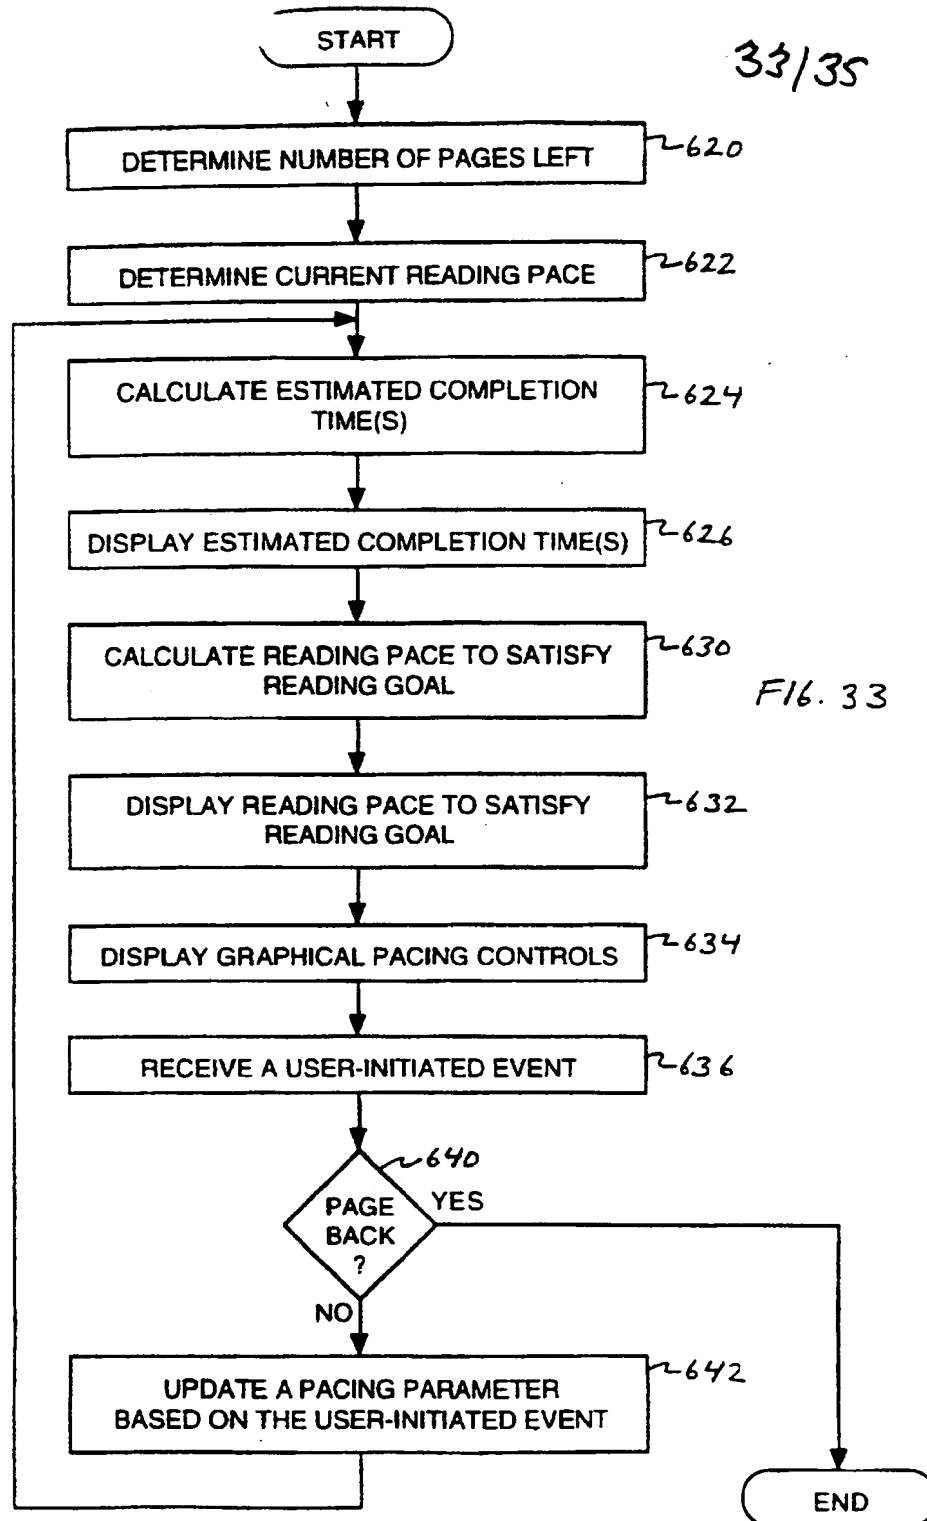 START
33/35
DETERMINE NUMBER OF PAGES LEFT
620
DETERMINE CURRENT READING PACE
622
CALCULATE ESTIMATED COMPLETION
TIME(S)
624
DISPLAY ESTIMATED COMPLETION TIME(S)
626
CALCULATE READING PACE TO SATISFY
READING GOAL
630
FIG. 33
DISPLAY READING PACE TO SATISFY
READING GOAL
632
DISPLAY GRAPHICAL PACING CONTROLS
634
RECEIVE A USER-INITIATED EVENT
636
640
PAGE
BACK
?
YES
NO
UPDATE A PACING PARAMETER
BASED ON THE USER-INITIATED EVENT
642
END